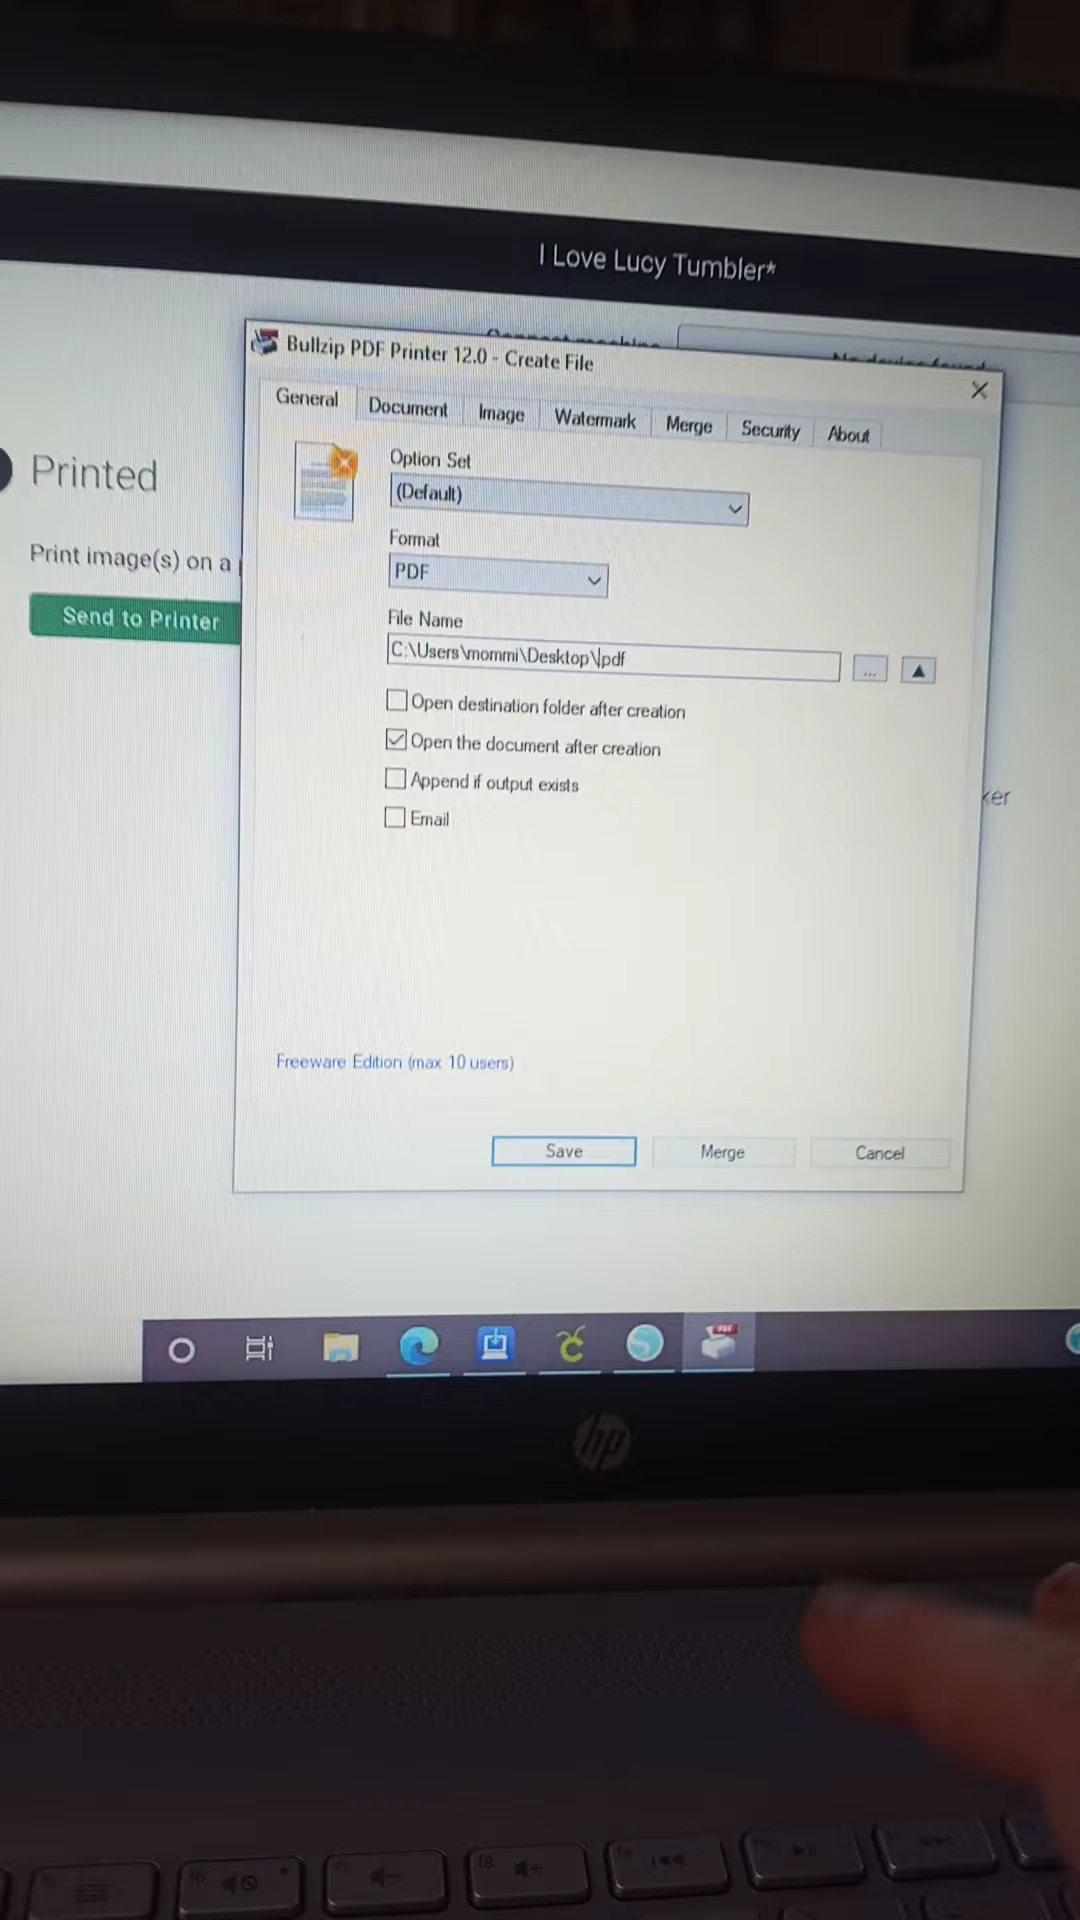 I Love Lucy Tumbler*
Bullzip PDF Printer 12.0 - Create File
General Document Image Watermark Merge Security About
Printed
Option Set
(Default)
Print image(s) on a
Format
PDF
Send to Printer
File Name
C:\Users\mommi\Desktop\pdf
...
Open destination folder after creation
Open the document after creation
Append if output exists
ker
Email
Freeware Edition (max 10 users)
Save Merge Cancel
PDF
hp